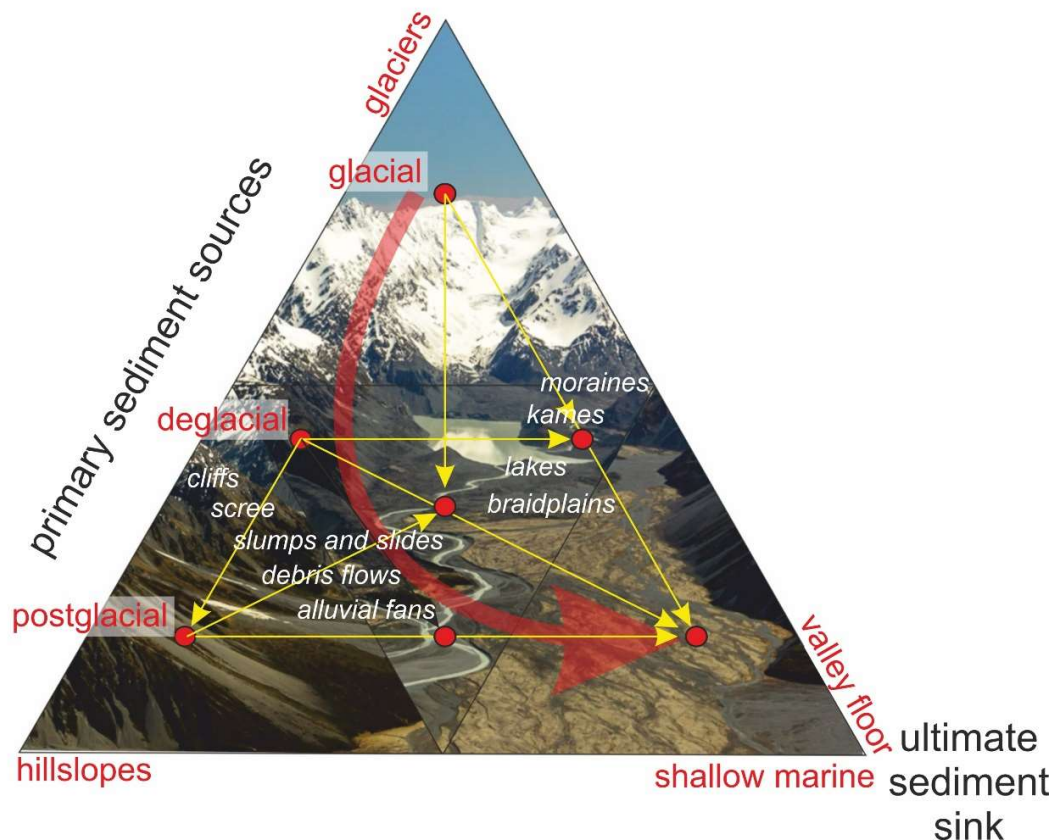 glaciers
primary sediment sources
glacial
moraines
kames
deglacial
lakes
cliffs
braidplains
scree
slumps and slides
debris flows
alluvial fans
postglacial
valley floor
hillslopes
shallow marine
ultimate
sediment
sink